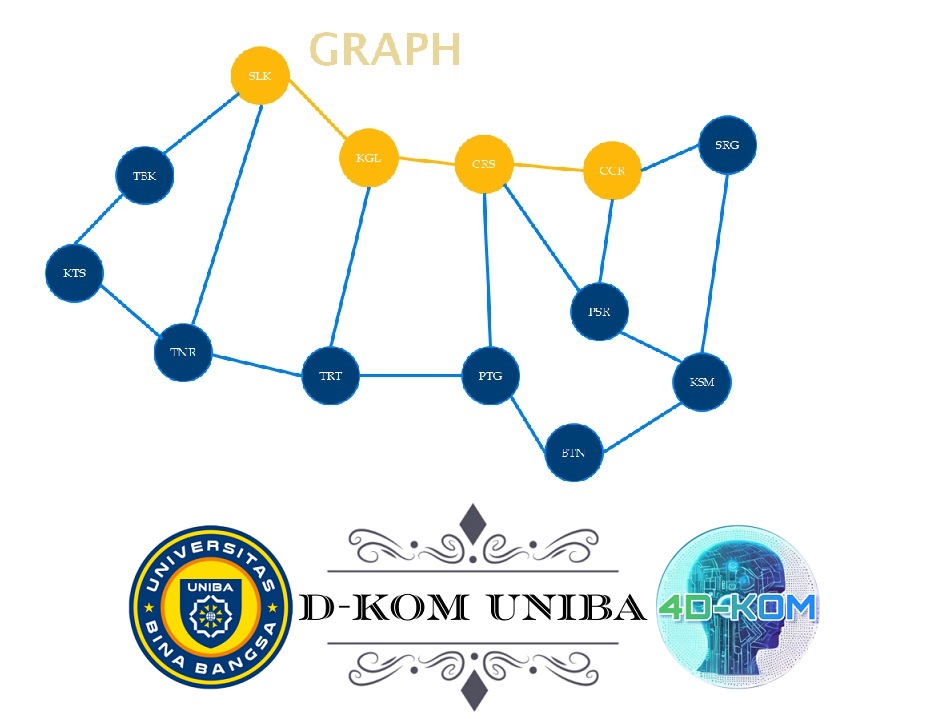 GRAPH
SLK
KGL
CRS
CCR
SRG
TBK
KTS
TNR
TRT
PTG
PSR
KSM
BTN
UNIVERSITAS
UNIBA
BINA BANGSA
D-KOM UNIBA
4D-KOM